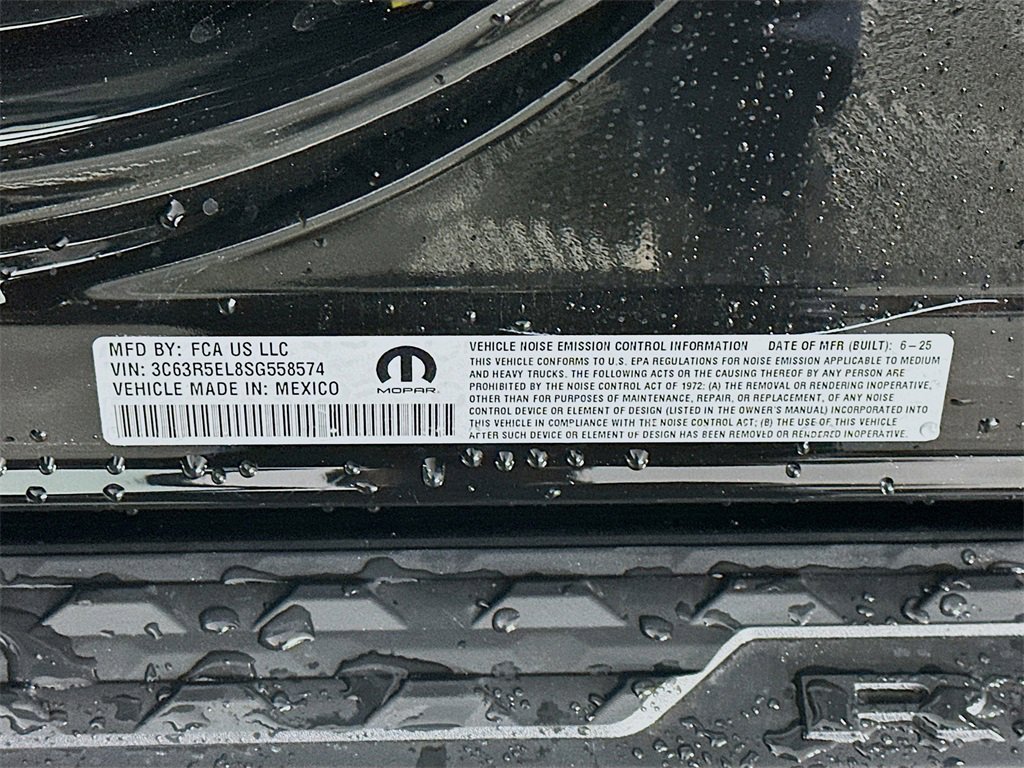 MFD BY: FCA US LLC
VIN: 3C63R5EL8SG558574
VEHICLE MADE IN: MEXICO
MOPAR
VEHICLE NOISE EMISSION CONTROL INFORMATION DATE OF MFR (BUILT): 6-25
THIS VEHICLE CONFORMS TO U.S. EPA REGULATIONS FOR NOISE EMISSION APPLICABLE TO MEDIUM
AND HEAVY TRUCKS. THE FOLLOWING ACTS OR THE CAUSING THEREOF BY ANY PERSON ARE
PROHIBITED BY THE NOISE CONTROL ACT OF 1972: (A) THE REMOVAL OR RENDERING INOPERATIVE,
OTHER THAN FOR PURPOSES OF MAINTENANCE, REPAIR, OR REPLACEMENT, OF ANY NOISE
CONTROL DEVICE OR ELEMENT OF DESIGN (LISTED IN THE OWNER'S MANUAL) INCORPORATED INTO
THIS VEHICLE IN COMPLIANCE WITH THE NOISE CONTROL ACT; (B) THE USE OF THIS VEHICLE
AFTER SUCH DEVICE OR ELEMENT OF DESIGN HAS BEEN REMOVED OR RENDERED INOPERATIVE.